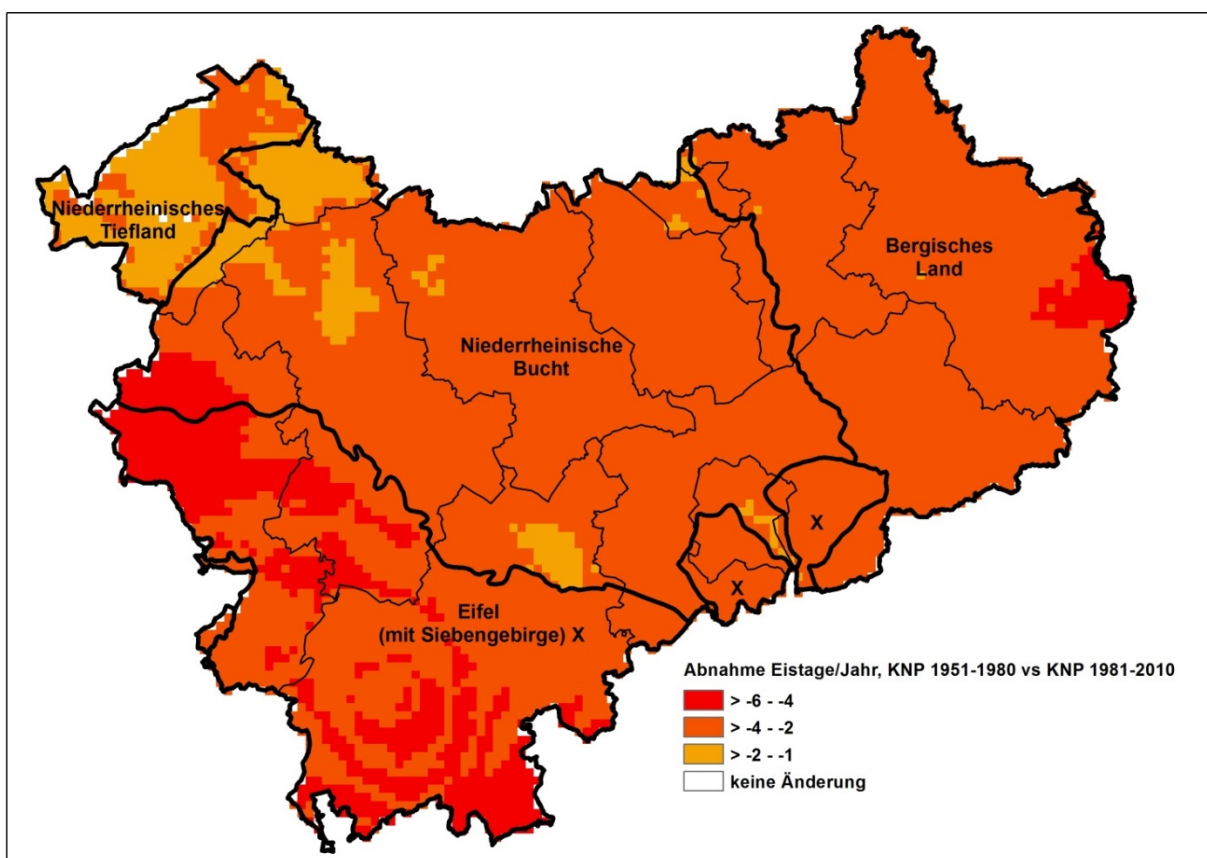 Niederrheinisches
Tiefland
Bergisches
Land
Niederrheinische
Bucht
X
X
Eifel
(mit Siebengebirge) X
Abnahme Eistage/Jahr, KNP 1951-1980 vs KNP 1981-2010
> -6 - -4
> -4 - -2
> -2 - -1
keine Änderung